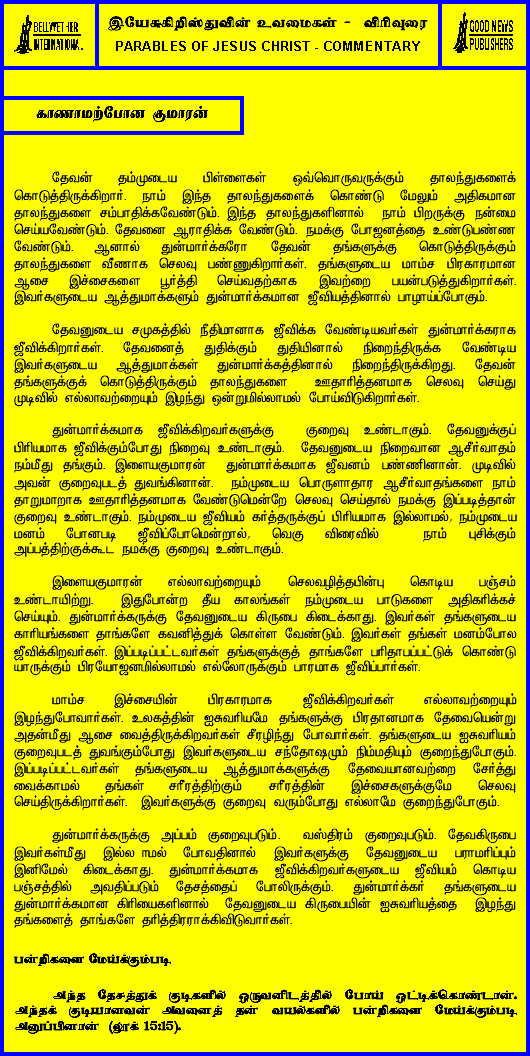 BELLWETHER
INTERNATIONAL
இயேசுகிறிஸ்துவின் உவமைகள் - விரிவுரை
PARABLES OF JESUS CHRIST - COMMENTARY
GOOD NEWS
PUBLISHERS
காணாமற்போன குமாரன்
தேவன் தம்முடைய பிள்ளைகள் ஒவ்வொருவருக்கும் தாலந்துகளைக்
கொடுத்திருக்கிறார். நாம் இந்த தாலந்துகளைக் கொண்டு மேலும் அதிகமான
தாலந்துகளை சம்பாதிக்கவேண்டும். இந்த தாலந்துகளினால் நாம் பிறருக்கு நன்மை
செய்யவேண்டும். தேவனை ஆராதிக்க வேண்டும். நமக்கு போஜனத்தை உண்டுபண்ண
வேண்டும். ஆனால் துன்மார்க்கரோ தேவன் தங்களுக்கு கொடுத்திருக்கும்
தாலந்துகளை வீணாக செலவு பண்ணுகிறார்கள். தங்களுடைய மாம்ச பிரகாரமான
ஆசை இச்சைகளை பூர்த்தி செய்வதற்காக இவற்றை பயன்படுத்துகிறார்கள்.
இவர்களுடைய ஆத்துமாக்களும் துன்மார்க்கமான ஜீவியத்தினால் பாழாய்ப்போகும்.
தேவனுடைய சமுகத்தில் நீதிமானாக ஜீவிக்க வேண்டியவர்கள் துன்மார்க்கராக
ஜீவிக்கிறார்கள். தேவனைத் துதிக்கும் துதியினால் நிறைந்திருக்க வேண்டிய
இவர்களுடைய ஆத்துமாக்கள் துன்மார்க்கத்தினால் நிறைந்திருக்கிறது. தேவன்
தங்களுக்குக் கொடுத்திருக்கும் தாலந்துகளை ஊதாரித்தனமாக செலவு செய்து
முடிவில் எல்லாவற்றையும் இழந்து ஒன்றுமில்லாமல் போய்விடுகிறார்கள்.
துன்மார்க்கமாக ஜீவிக்கிறவர்களுக்கு குறைவு உண்டாகும். தேவனுக்குப்
பிரியமாக ஜீவிக்கும்போது நிறைவு உண்டாகும். தேவனுடைய நிறைவான ஆசீர்வாதம்
நம்மீது தங்கும். இளையகுமாரன் துன்மார்க்கமாக ஜீவனம் பண்ணினான். முடிவில்
அவன் குறைவுபடத் துவங்கினான். நம்முடைய பொருளாதார ஆசீர்வாதங்களை நாம்
தாறுமாறாக ஊதாரித்தனமாக வேண்டுமென்றே செலவு செய்தால் நமக்கு இப்படித்தான்
குறைவு உண்டாகும். நம்முடைய ஜீவியம் கர்த்தருக்குப் பிரியமாக இல்லாமல், நம்முடைய
மனம் போனபடி ஜீவிப்போமென்றால், வெகு விரைவில் நாம் புசிக்கும்
அப்பத்திற்குக்கூட நமக்கு குறைவு உண்டாகும்.
இளையகுமாரன் எல்லாவற்றையும் செலவழித்தபின்பு கொடிய பஞ்சம்
உண்டாயிற்று. இதுபோன்ற தீய காலங்கள் நம்முடைய பாடுகளை அதிகரிக்கச்
செய்யும். துன்மார்க்கருக்கு தேவனுடைய கிருபை கிடைக்காது. இவர்கள் தங்களுடைய
காரியங்களை தாங்களே கவனித்துக் கொள்ள வேண்டும். இவர்கள் தங்கள் மனம்போல
ஜீவிக்கிறவர்கள். இப்படிப்பட்டவர்கள் தங்களுக்குத் தாங்களே பரிதாபப்பட்டுக் கொண்டு
யாருக்கும் பிரயோஜனமில்லாமல் எல்லோருக்கும் பாரமாக ஜீவிப்பார்கள்.
மாம்ச இச்சையின் பிரகாரமாக ஜீவிக்கிறவர்கள் எல்லாவற்றையும்
இழந்துபோவார்கள். உலகத்தின் ஐசுவரியமே தங்களுக்கு பிரதானமாக தேவையென்று
அதன்மீது ஆசை வைத்திருக்கிறவர்கள் சீரழிந்து போவார்கள். தங்களுடைய ஐசுவரியம்
குறைவுபடத் துவங்கும்போது இவர்களுடைய சந்தோஷமும் நிம்மதியும் குறைந்துபோகும்.
இப்படிப்பட்டவர்கள் தங்களுடைய ஆத்துமாக்களுக்கு தேவையானவற்றை சேர்த்து
வைக்காமல் தங்கள் சரீரத்திற்கும் சரீரத்தின் இச்சைகளுக்குமே செலவு
செய்திருக்கிறார்கள். இவர்களுக்கு குறைவு வரும்போது எல்லாமே குறைந்துபோகும்.
துன்மார்க்கருக்கு அப்பம் குறைவுபடும். வஸ்திரம் குறைவுபடும். தேவகிருபை
இவர்கள்மீது இல்லாமல் போவதினால் இவர்களுக்கு தேவனுடைய பராமரிப்பும்
இனிமேல் கிடைக்காது. துன்மார்க்கமாக ஜீவிக்கிறவர்களுடைய ஜீவியம் கொடிய
பஞ்சத்தில் அவதிப்படும் தேசத்தைப் போலிருக்கும். துன்மார்க்கர் தங்களுடைய
துன்மார்க்கமான கிரியைகளினால் தேவனுடைய கிருபையின் ஐசுவரியத்தை இழந்து
தங்களைத் தாங்களே தரித்திரராக்கிவிடுவார்கள்.
பன்றிகளை மேய்க்கும்படி
அந்த தேசத்துக் குடிகளில் ஒருவனிடத்தில் போய் ஒட்டிக்கொண்டான்.
அந்தக் குடியானவன் அவனைத் தன் வயல்களில் பன்றிகளை மேய்க்கும்படி
அனுப்பினான் (லூக் 15:15).